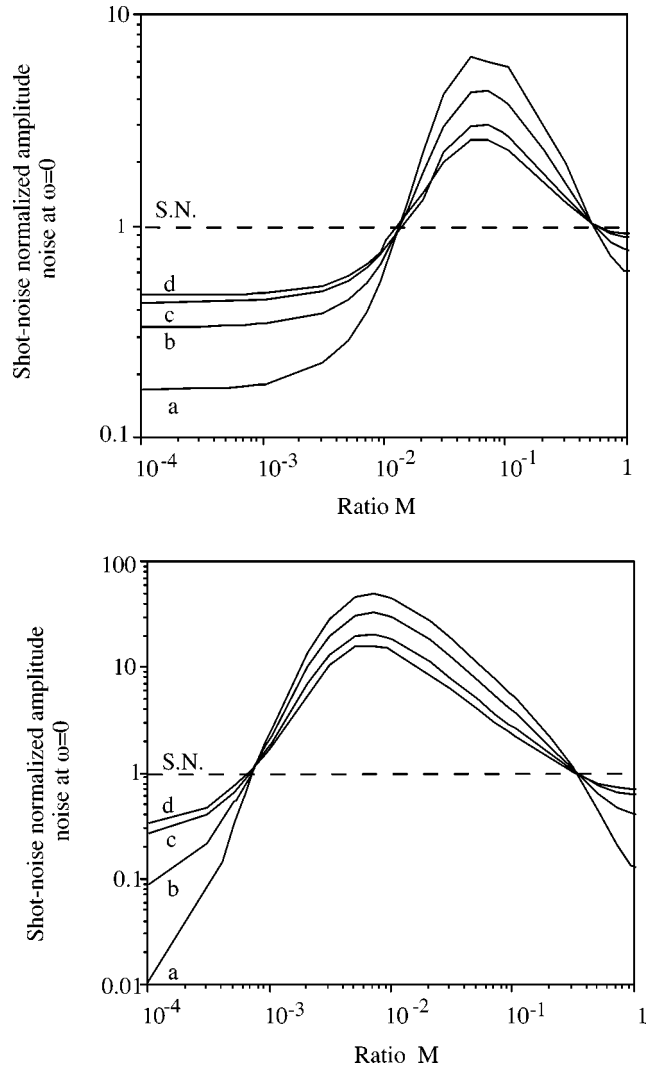 10
Shot-noise normalized amplitude
noise at ω=0
S.N.
1
d
c
b
a
0.1
10-4
10-3
10-2
10-1
1
Ratio M
100
Shot-noise normalized amplitude
noise at ω=0
10
S.N.
1
d
c
0.1
b
a
0.01
10-4
10-3
10-2
10-1
1
Ratio M